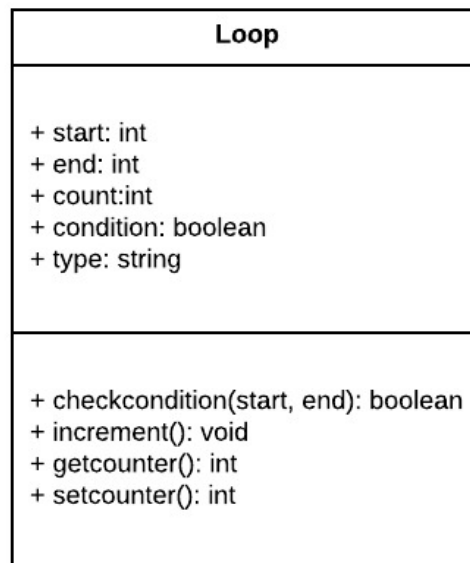 Loop
+ start: int
+ end: int
+ count:int
+ condition: boolean
+ type: string
+ checkcondition(start, end): boolean
+ increment(): void
+ getcounter(): int
+ setcounter(): int